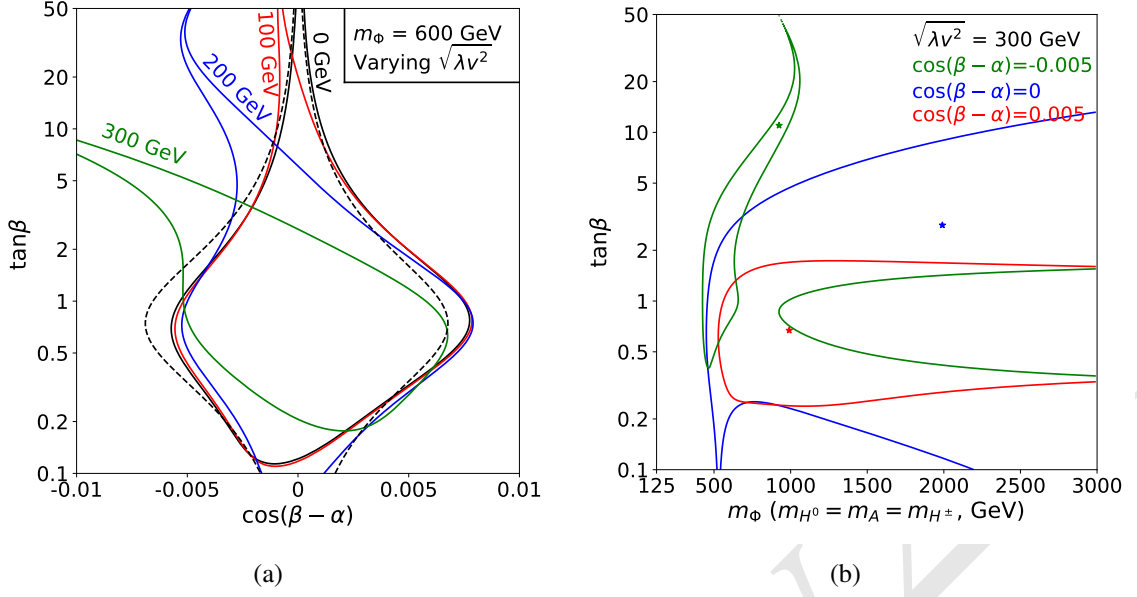 50
20
10
5
2
1
0.5
0.2
0.1
tanβ
-0.01
-0.005
0
0.005
0.01
cos(β − α)
m_Φ = 600 GeV
Varying √λv²
100 GeV
0 GeV
200 GeV
300 GeV
(a)
50
20
10
5
2
1
0.5
0.2
0.1
tanβ
125
500
1000
1500
2000
2500
3000
m_Φ (m_{H⁰} = m_A = m_{H±}, GeV)
√λv² = 300 GeV
cos(β − α)=-0.005
cos(β − α)=0
cos(β − α)=0.005
(b)